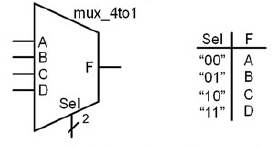 mux_4to1
A
B
C
D
F
Sel
2
Sel F
“00” A
“01” B
“10” C
“11” D